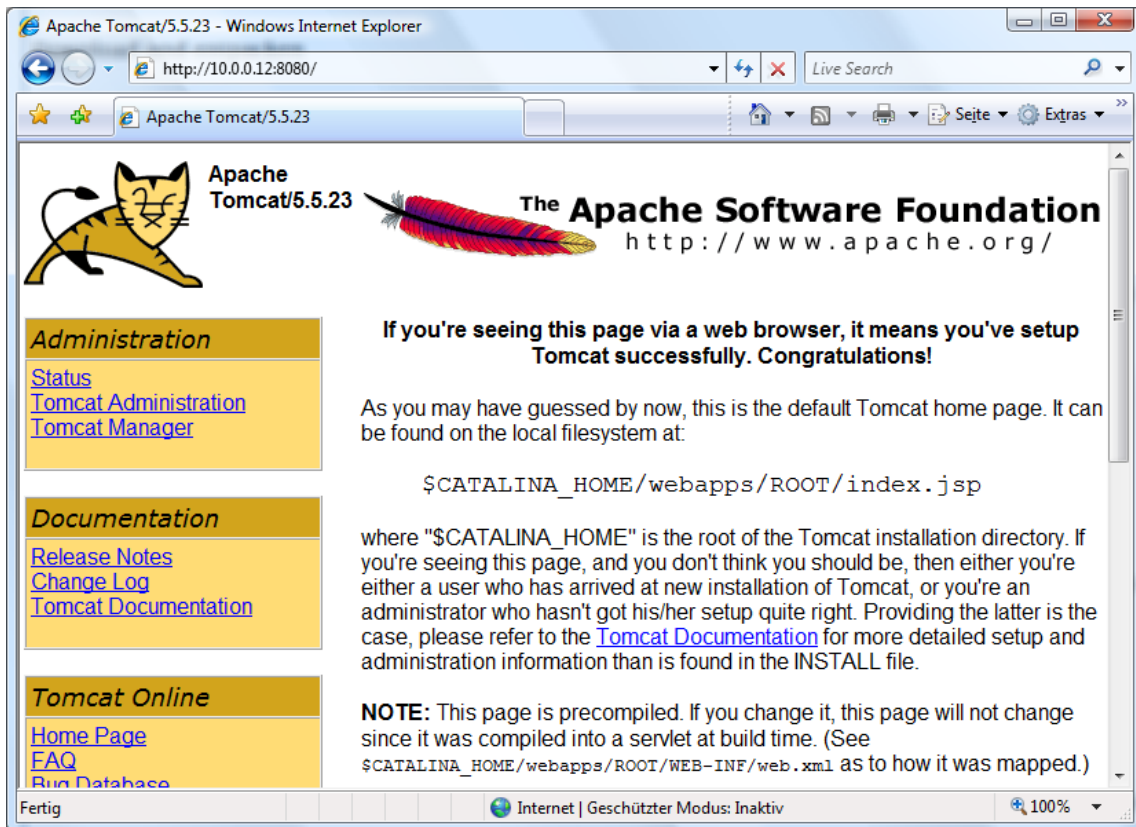 Apache Tomcat/5.5.23 - Windows Internet Explorer
http://10.0.0.12:8080/
Live Search
Apache Tomcat/5.5.23
Seite
Extras
Apache
Tomcat/5.5.23
The Apache Software Foundation
http://www.apache.org/
Administration
Status
Tomcat Administration
Tomcat Manager
Documentation
Release Notes
Change Log
Tomcat Documentation
Tomcat Online
Home Page
FAQ
Bug Database
If you're seeing this page via a web browser, it means you've setup
Tomcat successfully. Congratulations!
As you may have guessed by now, this is the default Tomcat home page. It can
be found on the local filesystem at:
$CATALINA_HOME/webapps/ROOT/index.jsp
where "$CATALINA_HOME" is the root of the Tomcat installation directory. If
you're seeing this page, and you don't think you should be, then either you're
either a user who has arrived at new installation of Tomcat, or you're an
administrator who hasn't got his/her setup quite right. Providing the latter is the
case, please refer to the Tomcat Documentation for more detailed setup and
administration information than is found in the INSTALL file.
NOTE: This page is precompiled. If you change it, this page will not change
since it was compiled into a servlet at build time. (See
$CATALINA_HOME/webapps/ROOT/WEB-INF/web.xml as to how it was mapped.)
Fertig
Internet | Geschützter Modus: Inaktiv
100%